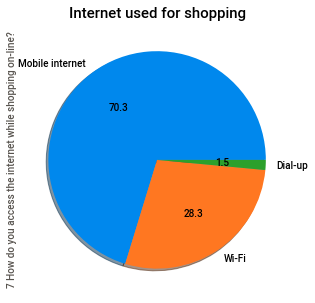 Internet used for shopping
7 How do you access the internet while shopping on-line?
Mobile internet
70.3
1.5
Dial-up
28.3
Wi-Fi